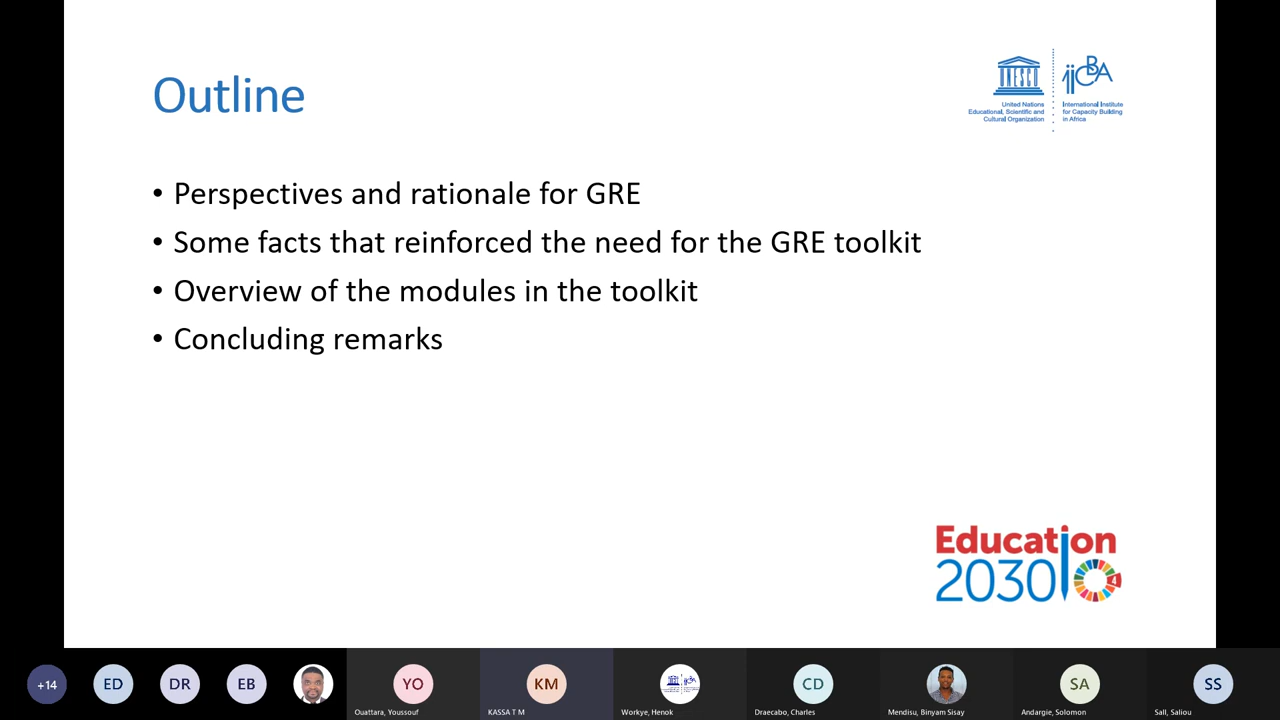 Outline
UNESCO
United Nations
Educational, Scientific and
Cultural Organization
iicBA
International Institute
for Capacity Building
in Africa
• Perspectives and rationale for GRE
• Some facts that reinforced the need for the GRE toolkit
• Overview of the modules in the toolkit
• Concluding remarks
Education
2030
4
+14
ED
DR
EB
YO
KM
CD
SA
SS
Ouattara, Youssouf
KASSA T M
Workye, Henok
Draecabo, Charles
Mendisu, Binyam Sisay
Andargie, Solomon
Sall, Saliou